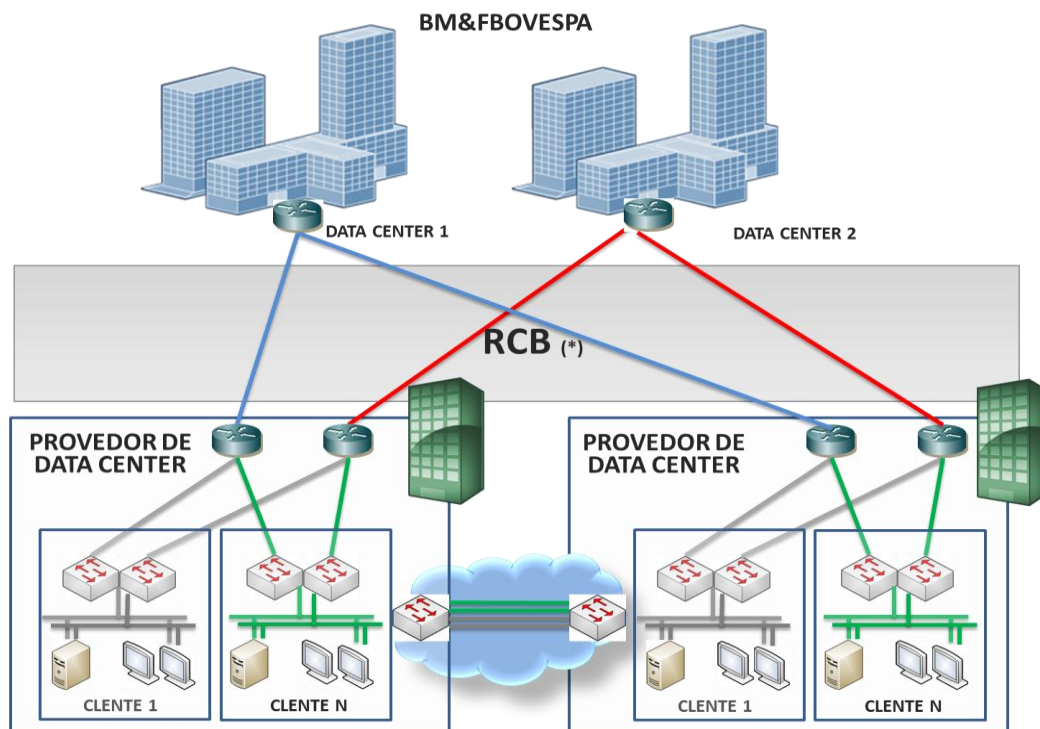 BM&FBOVESPA
DATA CENTER 1
DATA CENTER 2
RCB (*)
PROVEDOR DE
DATA CENTER
PROVEDOR DE
DATA CENTER
CLENTE 1
CLENTE N
CLENTE 1
CLENTE N